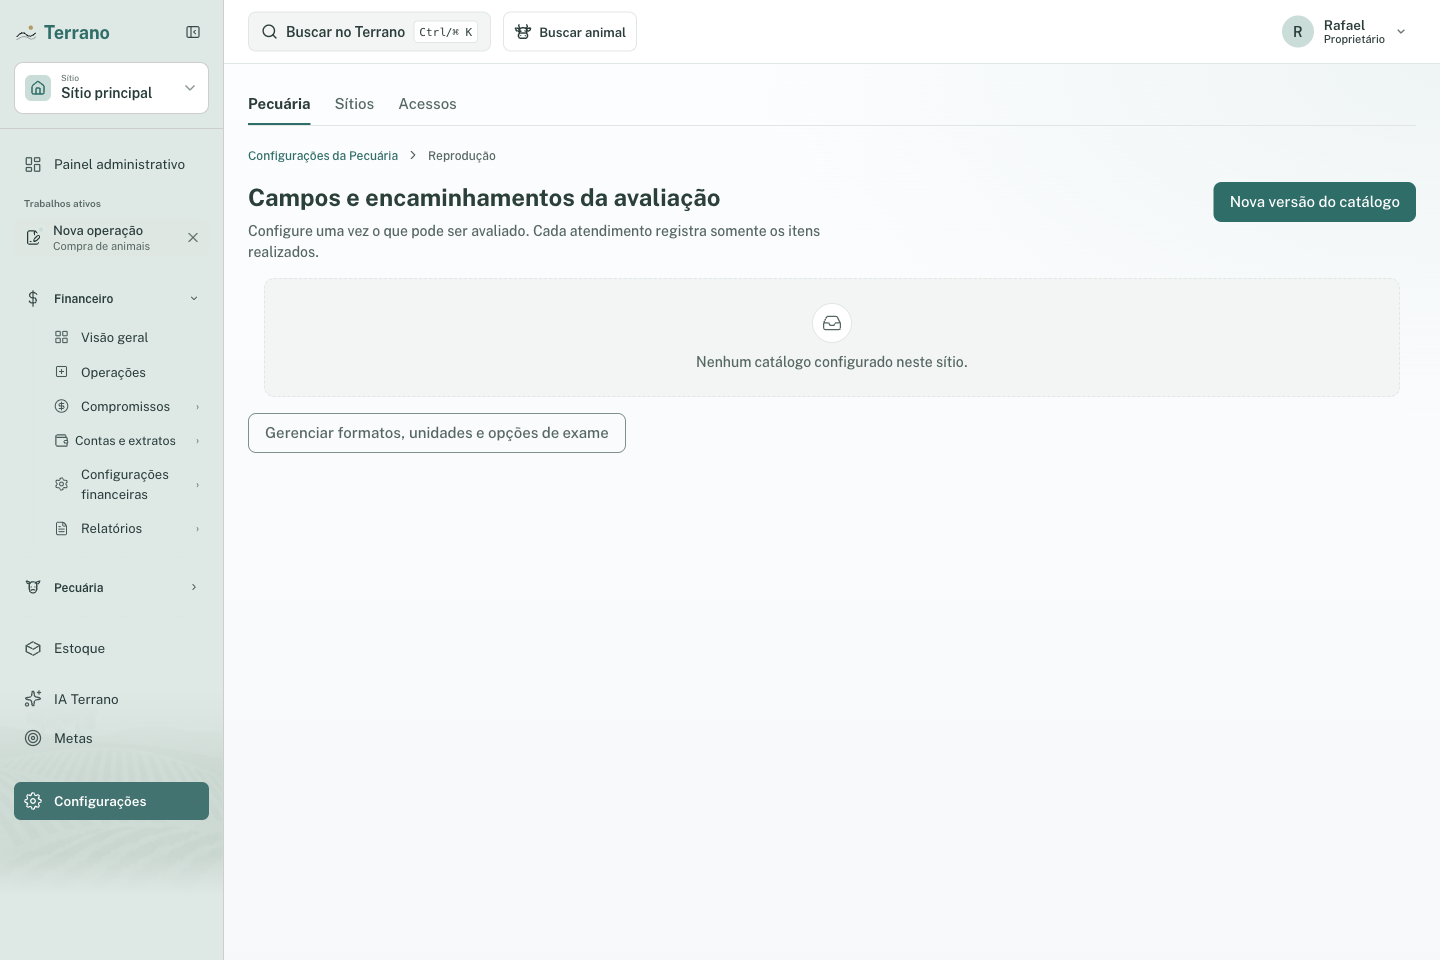 Terrano
Sítio
Sítio principal
Painel administrativo
Trabalhos ativos
Nova operação
Compra de animais
Financeiro
Visão geral
Operações
Compromissos
Contas e extratos
Configurações
financeiras
Relatórios
Pecuária
Estoque
IA Terrano
Metas
Configurações
Buscar no Terrano Ctrl/⌘ K
Buscar animal
R
Rafael
Proprietário
Pecuária Sítios Acessos
Configurações da Pecuária Reprodução
Campos e encaminhamentos da avaliação
Nova versão do catálogo
Configure uma vez o que pode ser avaliado. Cada atendimento registra somente os itens
realizados.
Nenhum catálogo configurado neste sítio.
Gerenciar formatos, unidades e opções de exame